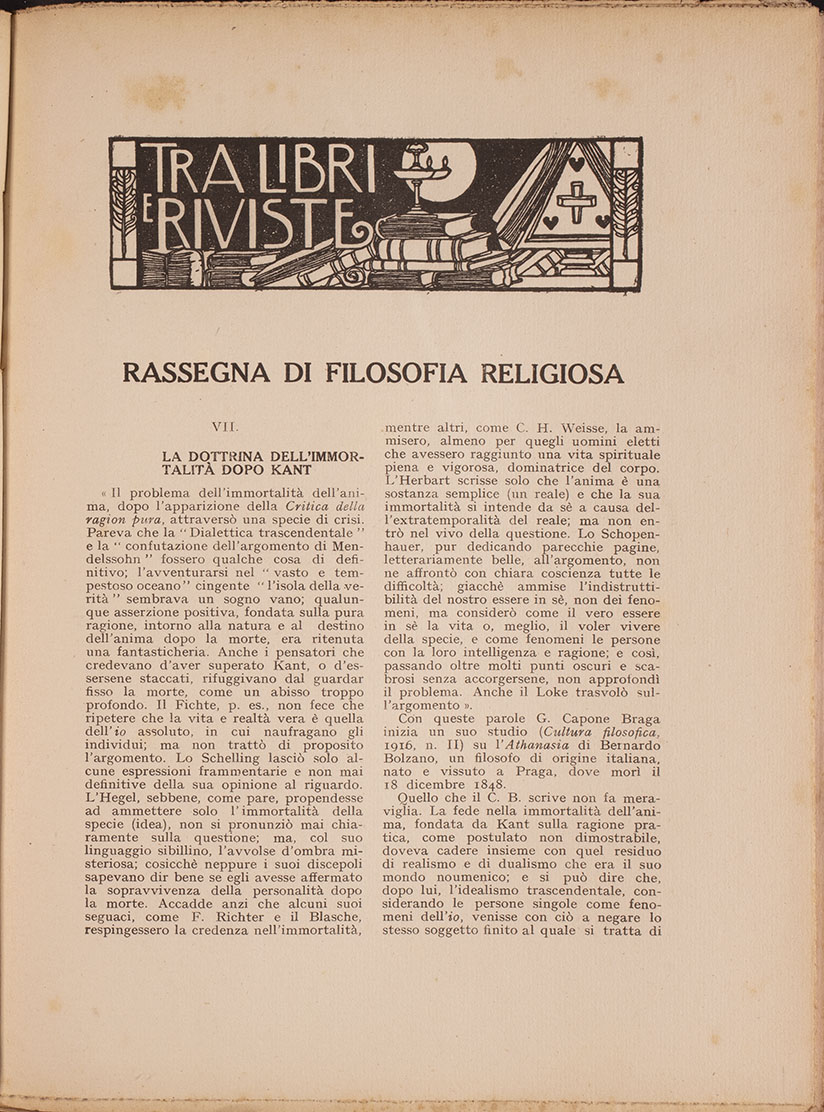 TRA LIBRI
E RIVISTE
RASSEGNA DI FILOSOFIA RELIGIOSA
VII.
LA DOTTRINA DELL'IMMOR-
TALITÀ DOPO KANT
« Il problema dell'immortalità dell'ani-
ma, dopo l'apparizione della Critica della
ragion pura, attraversò una specie di crisi.
Pareva che la “ Dialettica trascendentale ”
e la “ confutazione dell'argomento di Men-
delssohn ” fossero qualche cosa di defi-
nitivo; l'avventurarsi nel “ vasto e tem-
pestoso oceano” cingente “l'isola della ve-
rità ” sembrava un sogno vano; qualun-
que asserzione positiva, fondata sulla pura
ragione, intorno alla natura e al destino
dell'anima dopo la morte, era ritenuta
una fantasticheria. Anche i pensatori che
credevano d'aver superato Kant, o d'es-
sersene staccati, rifuggivano dal guardar
fisso la morte, come un abisso troppo
profondo. Il Fichte, p. es., non fece che
ripetere che la vita e realtà vera è quella
dell'io assoluto, in cui naufragano gli
individui; ma non trattò di proposito
l'argomento. Lo Schelling lasciò solo al-
cune espressioni frammentarie e non mai
definitive della sua opinione al riguardo.
L'Hegel, sebbene, come pare, propendesse
ad ammettere solo l'immortalità della
specie (idea), non si pronunziò mai chia-
ramente sulla questione; ma, col suo
linguaggio sibillino, l'avvolse d'ombra mi-
steriosa; cosicchè neppure i suoi discepoli
sapevano dir bene se egli avesse affermato
la sopravvivenza della personalità dopo
la morte. Accadde anzi che alcuni suoi
seguaci, come F. Richter e il Blasche,
respingessero la credenza nell'immortalità,
mentre altri, come C. H. Weisse, la am-
misero, almeno per quegli uomini eletti
che avessero raggiunto una vita spirituale
piena e vigorosa, dominatrice del corpo.
L'Herbart scrisse solo che l'anima è una
sostanza semplice (un reale) e che la sua
immortalità si intende da sè a causa del-
l'extratemporalità del reale; ma non en-
trò nel vivo della questione. Lo Schopen-
hauer, pur dedicando parecchie pagine,
letterariamente belle, all'argomento, non
ne affrontò con chiara coscienza tutte le
difficoltà; giacchè ammise l'indistrutti-
bilità del nostro essere in sè, non dei feno-
meni, ma considerò come il vero essere
in sè la vita o, meglio, il voler vivere
della specie, e come fenomeni le persone
con la loro intelligenza e ragione; e così,
passando oltre molti punti oscuri e sca-
brosi senza accorgersene, non approfondì
il problema. Anche il Loke trasvolò sul-
l'argomento ».
Con queste parole G. Capone Braga
inizia un suo studio (Cultura filosofica,
1916, n. II) su l'Athanasia di Bernardo
Bolzano, un filosofo di origine italiana,
nato e vissuto a Praga, dove morì il
18 dicembre 1848.
Quello che il C. B. scrive non fa mera-
viglia. La fede nella immortalità dell'ani-
ma, fondata da Kant sulla ragione pra-
tica, come postulato non dimostrabile,
doveva cadere insieme con quel residuo
di realismo e di dualismo che era il suo
mondo noumenico; e si può dire che,
dopo lui, l'idealismo trascendentale, con-
siderando le persone singole come feno-
meni dell'io, venisse con ciò a negare lo
stesso soggetto finito al quale si tratta di